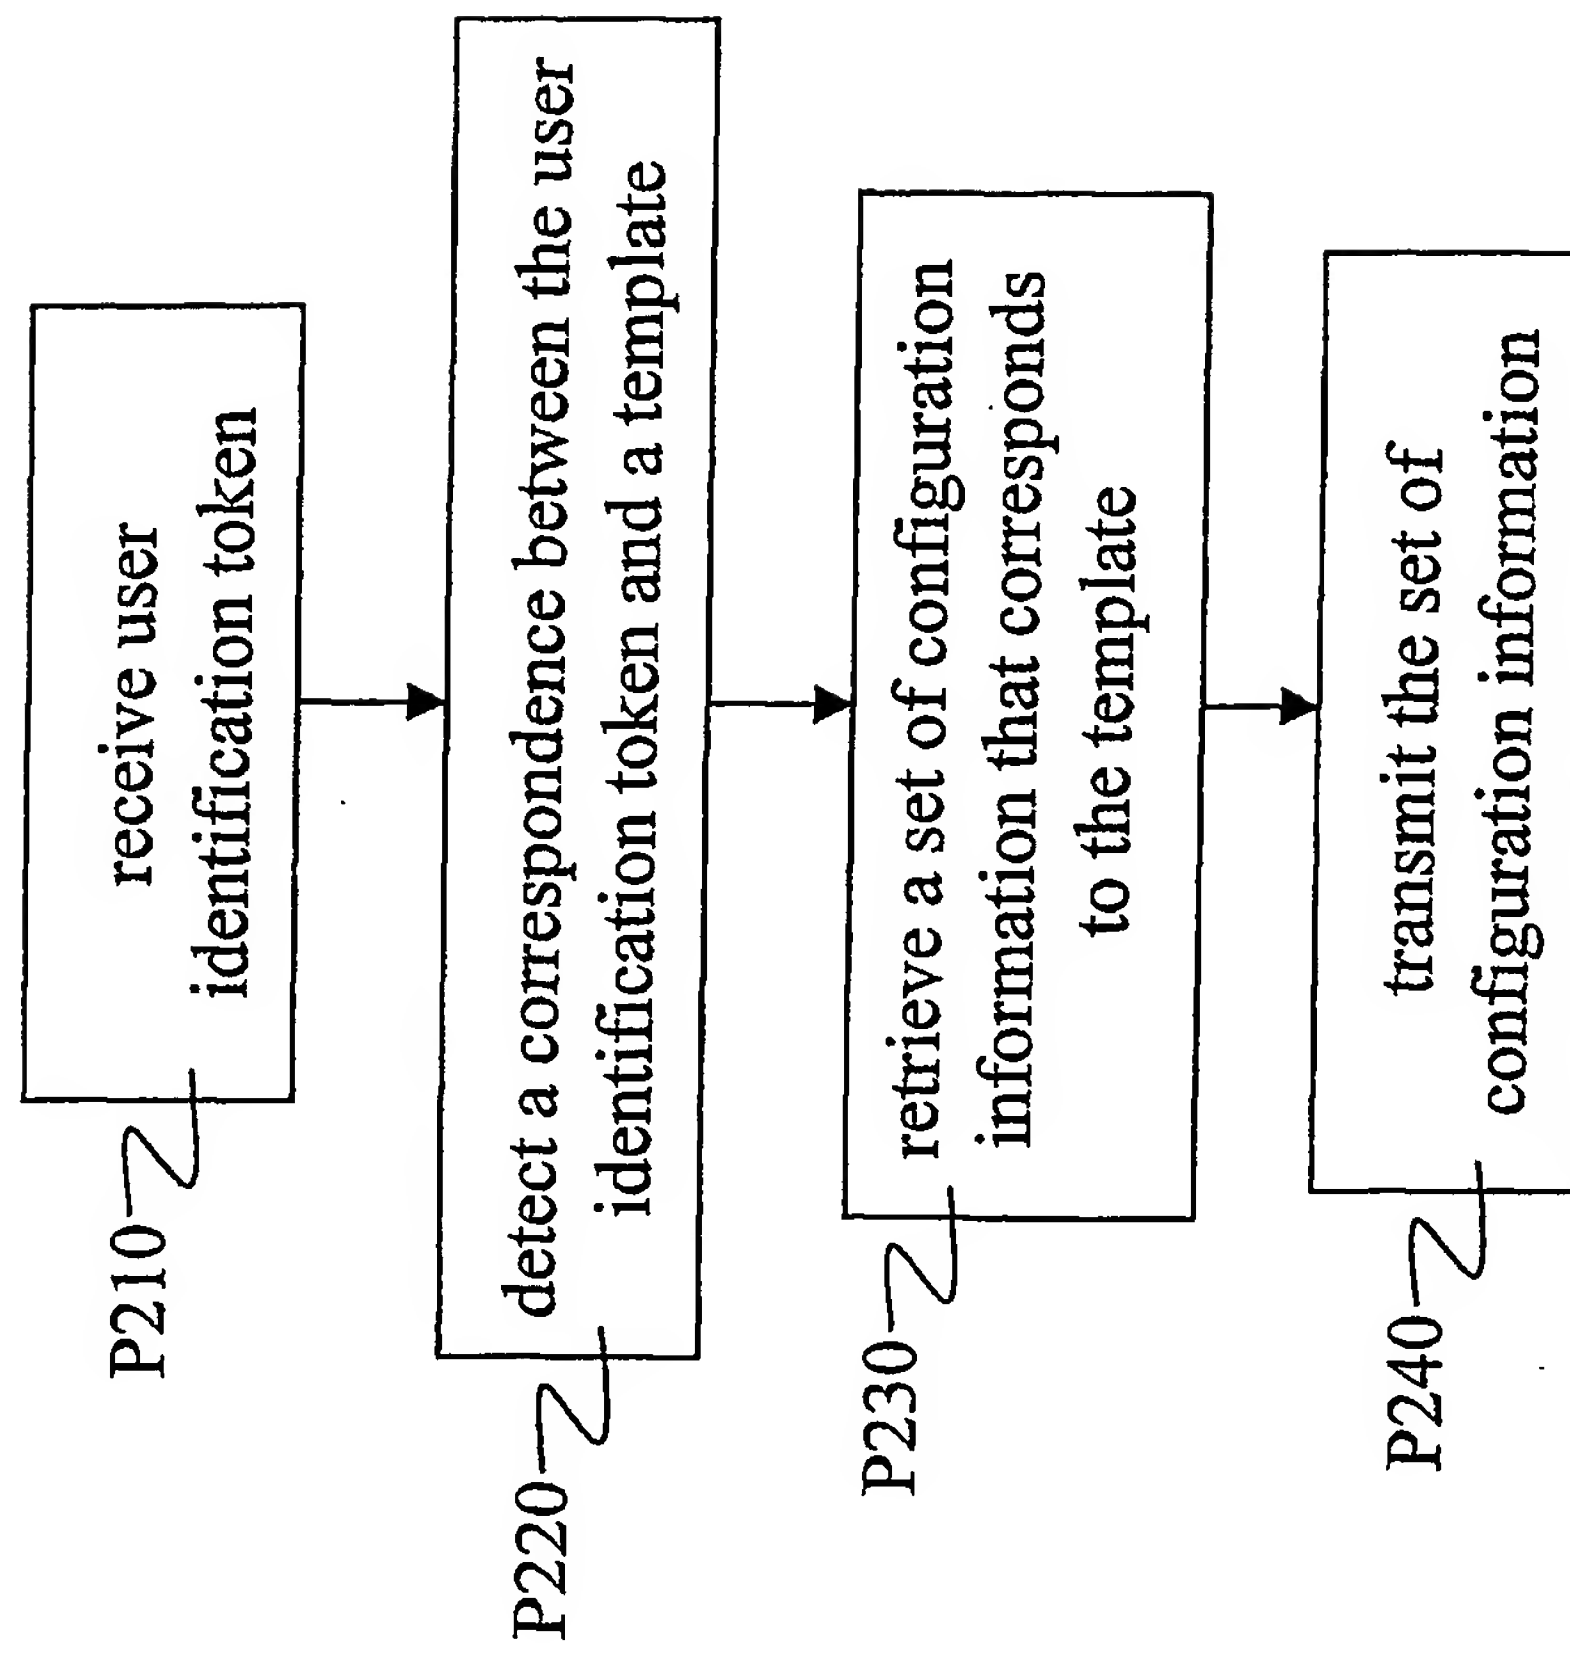 receive user
identification token
P210
detect a correspondence between the user
identification token and a template
P220
retrieve a set of configuration
information that corresponds
to the template
P230
transmit the set of
configuration information
P240